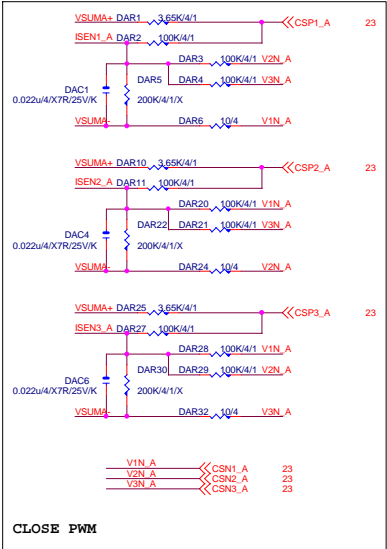 VSUMA+ DAR1 3.65K/4/1 CSP1_A 23
ISEN1_A DAR2 100K/4/1
DAR3 100K/4/1 V2N_A
DAC1 DAR5 DAR4 100K/4/1 V3N_A
0.022u/4/X7R/25V/K 200K/4/1/X
VSUMA- DAR6 10/4 V1N_A
VSUMA+ DAR10 3.65K/4/1 CSP2_A 23
ISEN2_A DAR11 100K/4/1
DAR20 100K/4/1 V1N_A
DAC4 DAR22 DAR21 100K/4/1 V3N_A
0.022u/4/X7R/25V/K 200K/4/1/X
VSUMA- DAR24 10/4 V2N_A
VSUMA+ DAR25 3.65K/4/1 CSP3_A 23
ISEN3_A DAR27 100K/4/1
DAR28 100K/4/1 V1N_A
DAC6 DAR30 DAR29 100K/4/1 V2N_A
0.022u/4/X7R/25V/K 200K/4/1/X
VSUMA- DAR32 10/4 V3N_A
V1N_A CSN1_A 23
V2N_A CSN2_A 23
V3N_A CSN3_A 23
CLOSE PWM